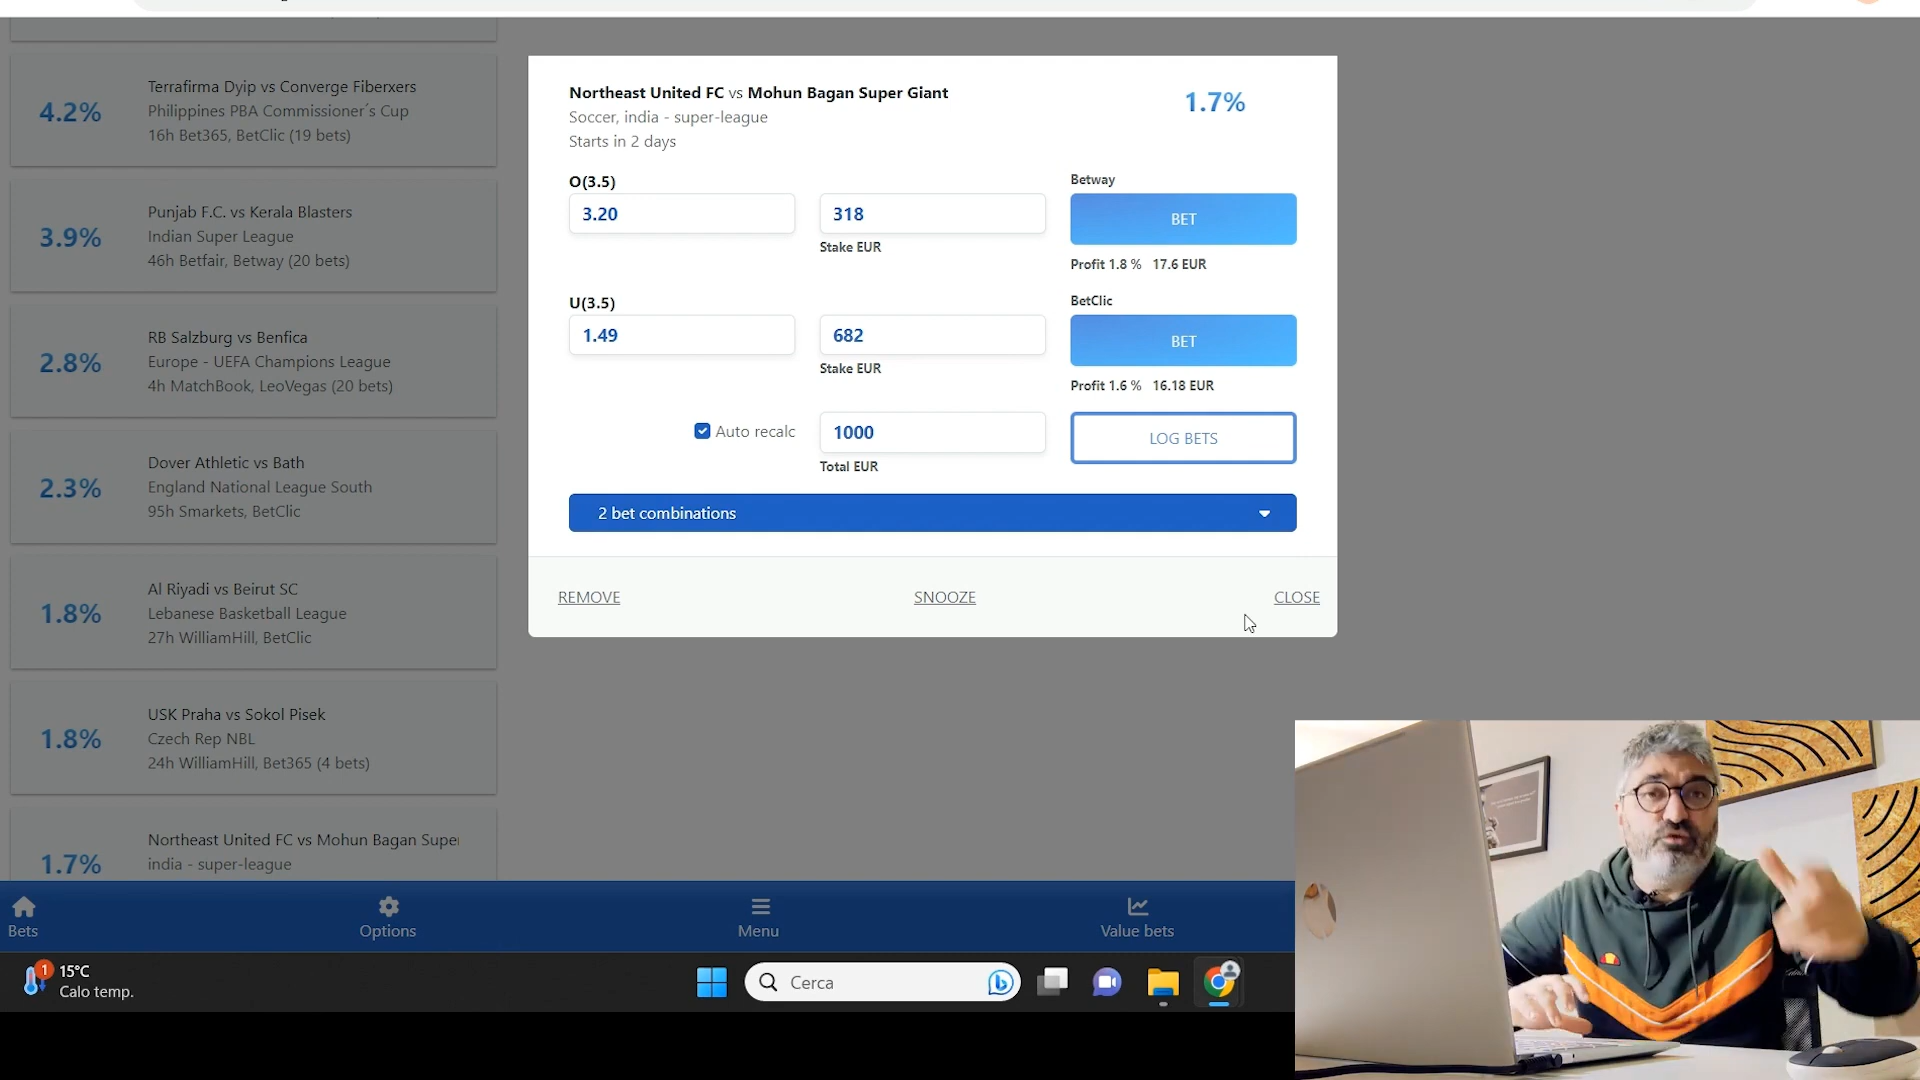 4.2%
Terrafirma Dyip vs Converge Fiberxers
Philippines PBA Commissioner´s Cup
16h Bet365, BetClic (19 bets)
3.9%
Punjab F.C. vs Kerala Blasters
Indian Super League
46h Betfair, Betway (20 bets)
2.8%
RB Salzburg vs Benfica
Europe - UEFA Champions League
4h MatchBook, LeoVegas (20 bets)
2.3%
Dover Athletic vs Bath
England National League South
95h Smarkets, BetClic
1.8%
Al Riyadi vs Beirut SC
Lebanese Basketball League
27h WilliamHill, BetClic
1.8%
USK Praha vs Sokol Pisek
Czech Rep NBL
24h WilliamHill, Bet365 (4 bets)
1.7%
Northeast United FC vs Mohun Bagan Super
india - super-league
Northeast United FC vs Mohun Bagan Super Giant
1.7%
Soccer, india - super-league
Starts in 2 days
O(3.5)
Betway
3.20
318
BET
Stake EUR
Profit 1.8 % 17.6 EUR
U(3.5)
BetClic
1.49
682
BET
Stake EUR
Profit 1.6 % 16.18 EUR
Auto recalc
1000
LOG BETS
Total EUR
2 bet combinations
REMOVE
SNOOZE
CLOSE
Bets
Options
Menu
Value bets
1
15°C
Calo temp.
Cerca